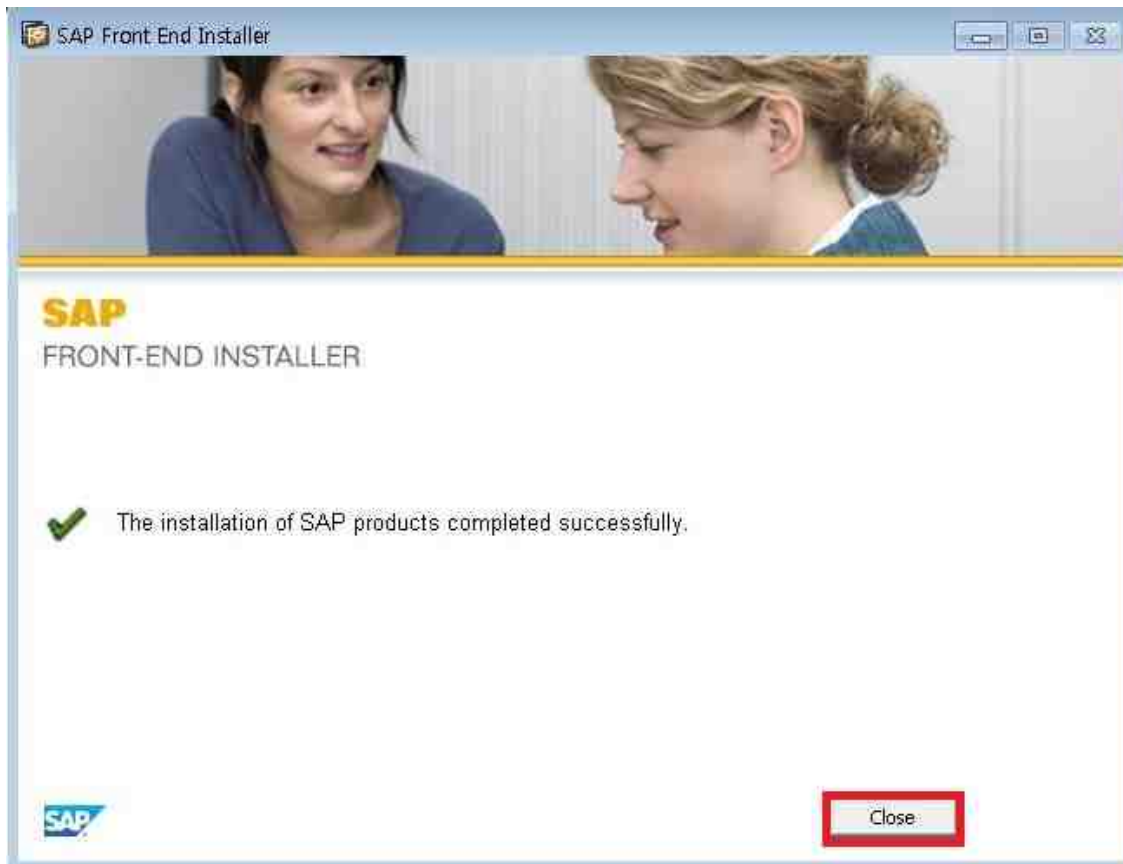 SAP Front End Installer
SAP
FRONT-END INSTALLER
The installation of SAP products completed successfully.
SAP
Close